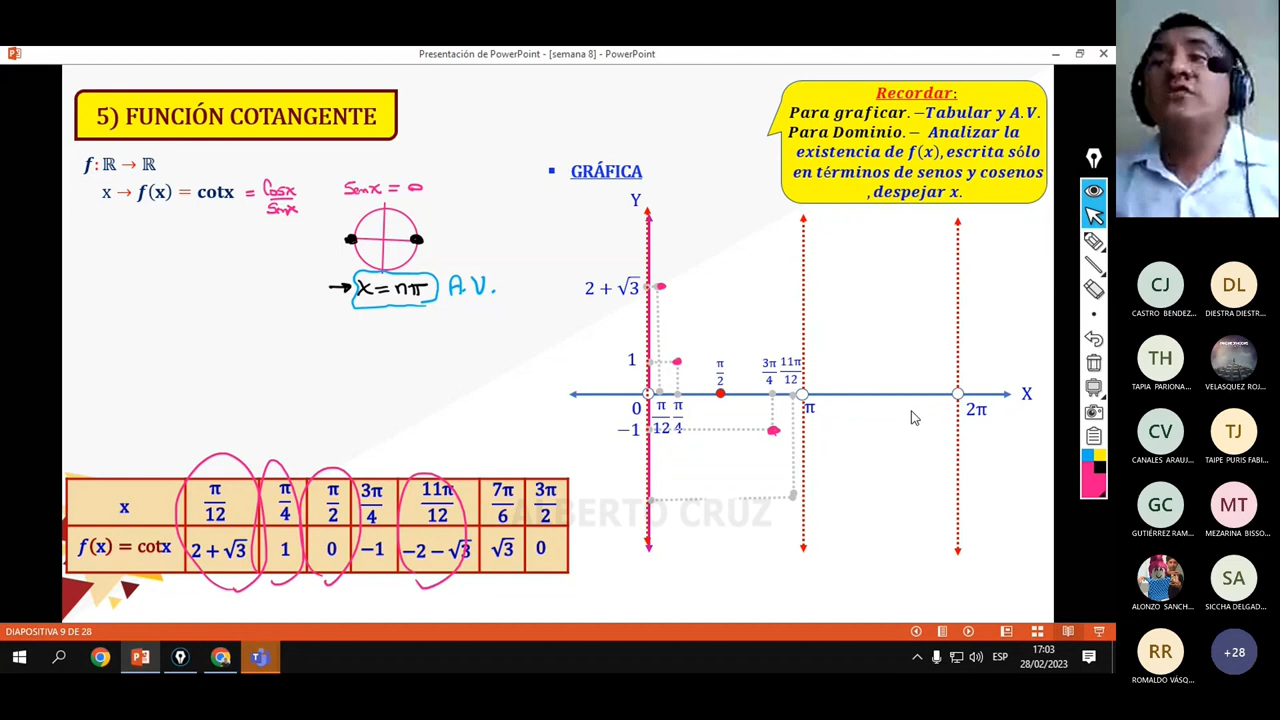 Presentación de PowerPoint - [semana 8] - PowerPoint
5) FUNCIÓN COTANGENTE
f: ℝ → ℝ
x → f(x) = cotx = Cosx / Senx
Senx = 0
→ x = nπ A.V.
Recordar:
Para graficar.−Tabular y A.V.
Para Dominio.− Analizar la
existencia de f(x), escrita sólo
en términos de senos y cosenos
, despejar x.
▪ GRÁFICA
Y
2 + √3
1
π/2
3π/4
11π/12
X
0
π/12
π/4
π
2π
−1
x π/12 π/4 π/2 3π/4 11π/12 7π/6 3π/2
f(x) = cotx 2 + √3 1 0 −1 −2 − √3 √3 0
ALBERTO CRUZ
DIAPOSITIVA 9 DE 28
ESP
17:03
28/02/2023
CJ
CASTRO BENDEZ...
DL
DIESTRA DIESTR...
TH
TAPIA PARIONA...
VELASQUEZ ROJ...
CV
CANALES ARAUJ...
TJ
TAIPE PURIS FABI...
GC
GUTIÉRREZ RAM...
MT
MEZARINA BISSO...
ALONZO SANCH...
SA
SICCHA DELGAD...
RR
ROMALDO VÁSQ...
+28